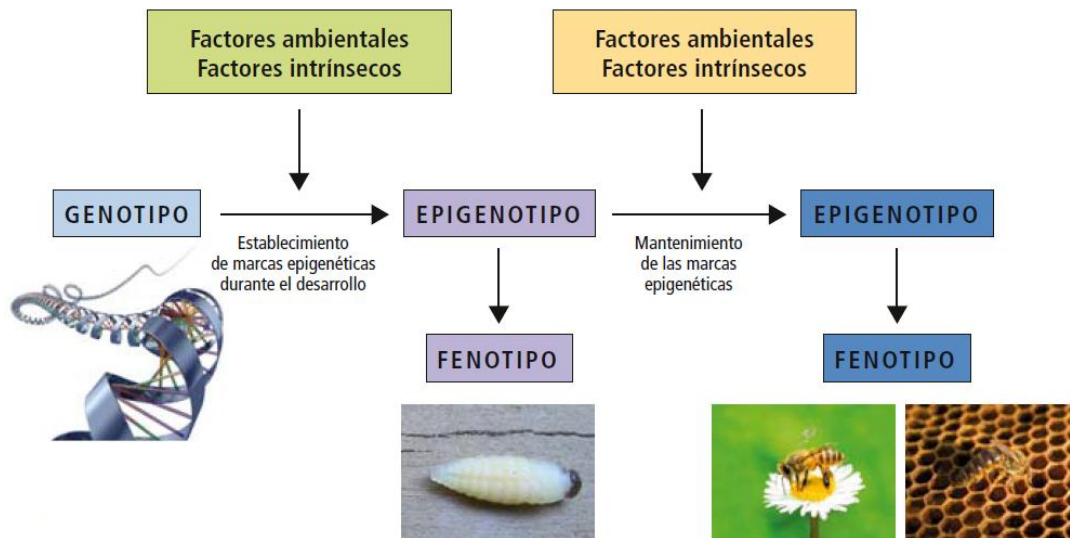 Factores ambientales
Factores intrínsecos
Factores ambientales
Factores intrínsecos
GENOTIPO
EPIGENOTIPO
EPIGENOTIPO
Establecimiento
de marcas epigenéticas
durante el desarrollo
Mantenimiento
de las marcas
epigenéticas
FENOTIPO
FENOTIPO